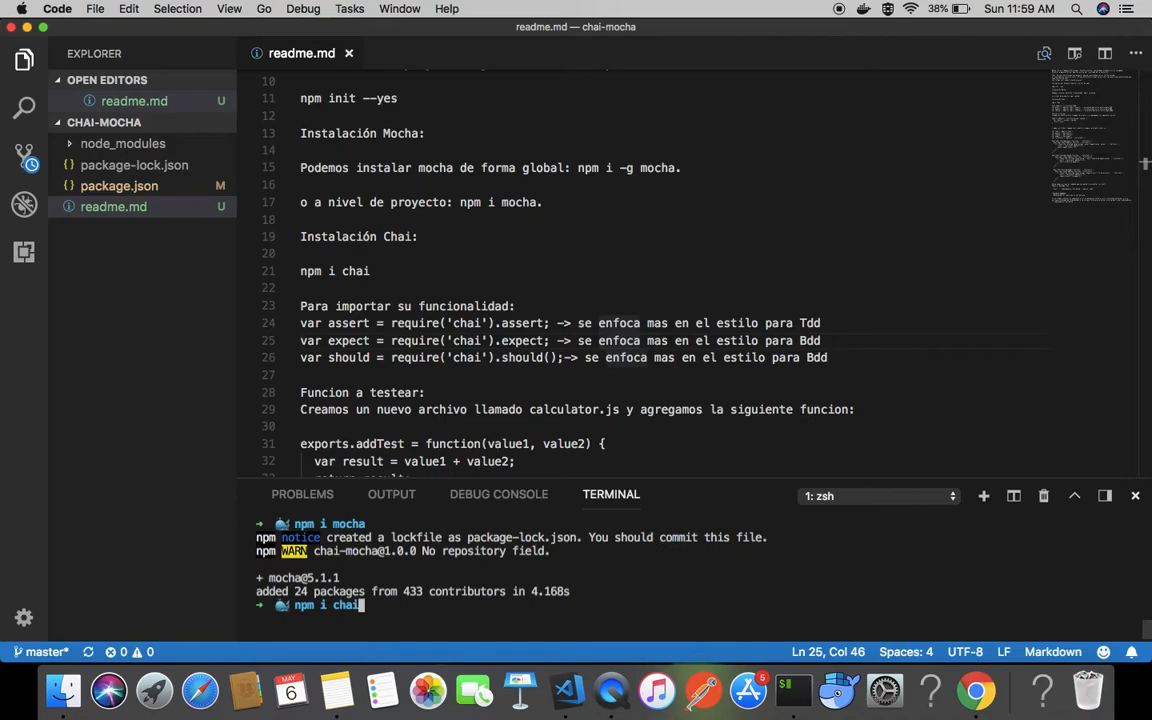 Code File Edit Selection View Go Debug Tasks Window Help 38% Sun 11:59 AM
readme.md — chai-mocha
EXPLORER
OPEN EDITORS
readme.md U
CHAI-MOCHA
node_modules
package-lock.json
package.json M
readme.md U
readme.md
10
11 npm init --yes
12
13 Instalación Mocha:
14
15 Podemos instalar mocha de forma global: npm i -g mocha.
16
17 o a nivel de proyecto: npm i mocha.
18
19 Instalación Chai:
20
21 npm i chai
22
23 Para importar su funcionalidad:
24 var assert = require('chai').assert; -> se enfoca mas en el estilo para Tdd
25 var expect = require('chai').expect; -> se enfoca mas en el estilo para Bdd
26 var should = require('chai').should();-> se enfoca mas en el estilo para Bdd
27
28 Funcion a testear:
29 Creamos un nuevo archivo llamado calculator.js y agregamos la siguiente funcion:
30
31 exports.addTest = function(value1, value2) {
32 var result = value1 + value2;
PROBLEMS OUTPUT DEBUG CONSOLE TERMINAL 1: zsh
npm i mocha
npm notice created a lockfile as package-lock.json. You should commit this file.
npm WARN chai-mocha@1.0.0 No repository field.
+ mocha@5.1.1
added 24 packages from 433 contributors in 4.168s
npm i chai
master* 0 0 Ln 25, Col 46 Spaces: 4 UTF-8 LF Markdown
MAY 6
5
$